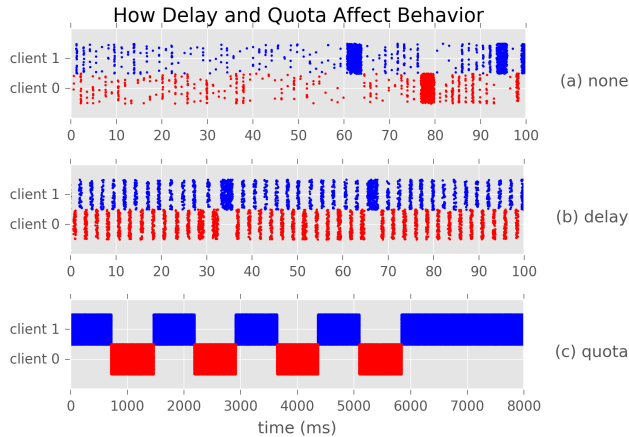 How Delay and Quota Affect Behavior
client 1
client 0
(a) none
0 10 20 30 40 50 60 70 80 90 100
client 1
client 0
(b) delay
0 10 20 30 40 50 60 70 80 90 100
client 1
client 0
(c) quota
0 1000 2000 3000 4000 5000 6000 7000 8000
time (ms)